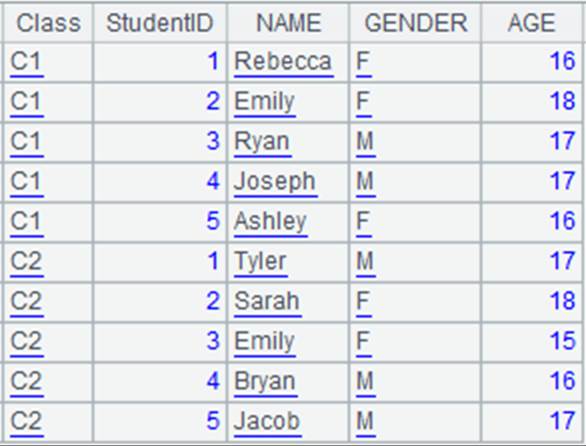 Class StudentID NAME GENDER AGE
C1 1 Rebecca F 16
C1 2 Emily F 18
C1 3 Ryan M 17
C1 4 Joseph M 17
C1 5 Ashley F 16
C2 1 Tyler M 17
C2 2 Sarah F 18
C2 3 Emily F 15
C2 4 Bryan M 16
C2 5 Jacob M 17